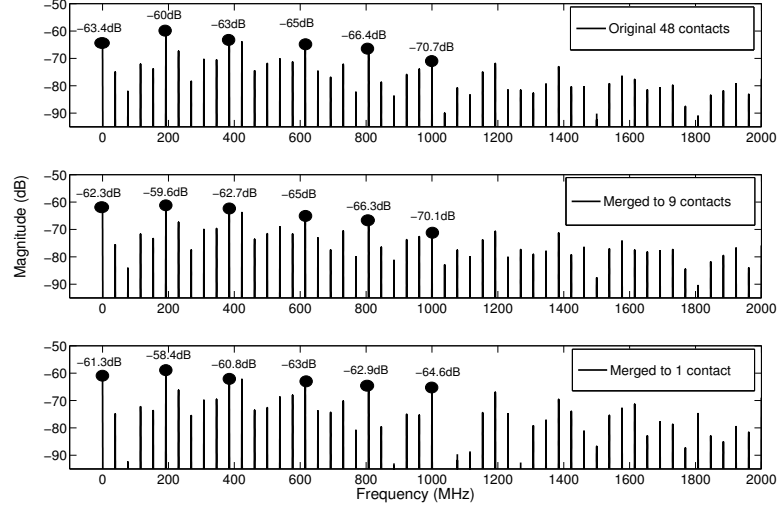 −50
−60
−70
−80
−90
−63.4dB
−60dB
−63dB
−65dB
−66.4dB
−70.7dB
Original 48 contacts
0 200 400 600 800 1000 1200 1400 1600 1800 2000
Magnitude (dB)
−50
−60
−70
−80
−90
−62.3dB
−59.6dB
−62.7dB
−65dB
−66.3dB
−70.1dB
Merged to 9 contacts
0 200 400 600 800 1000 1200 1400 1600 1800 2000
−50
−60
−70
−80
−90
−61.3dB
−58.4dB
−60.8dB
−63dB
−62.9dB
−64.6dB
Merged to 1 contact
0 200 400 600 800 1000 1200 1400 1600 1800 2000
Frequency (MHz)